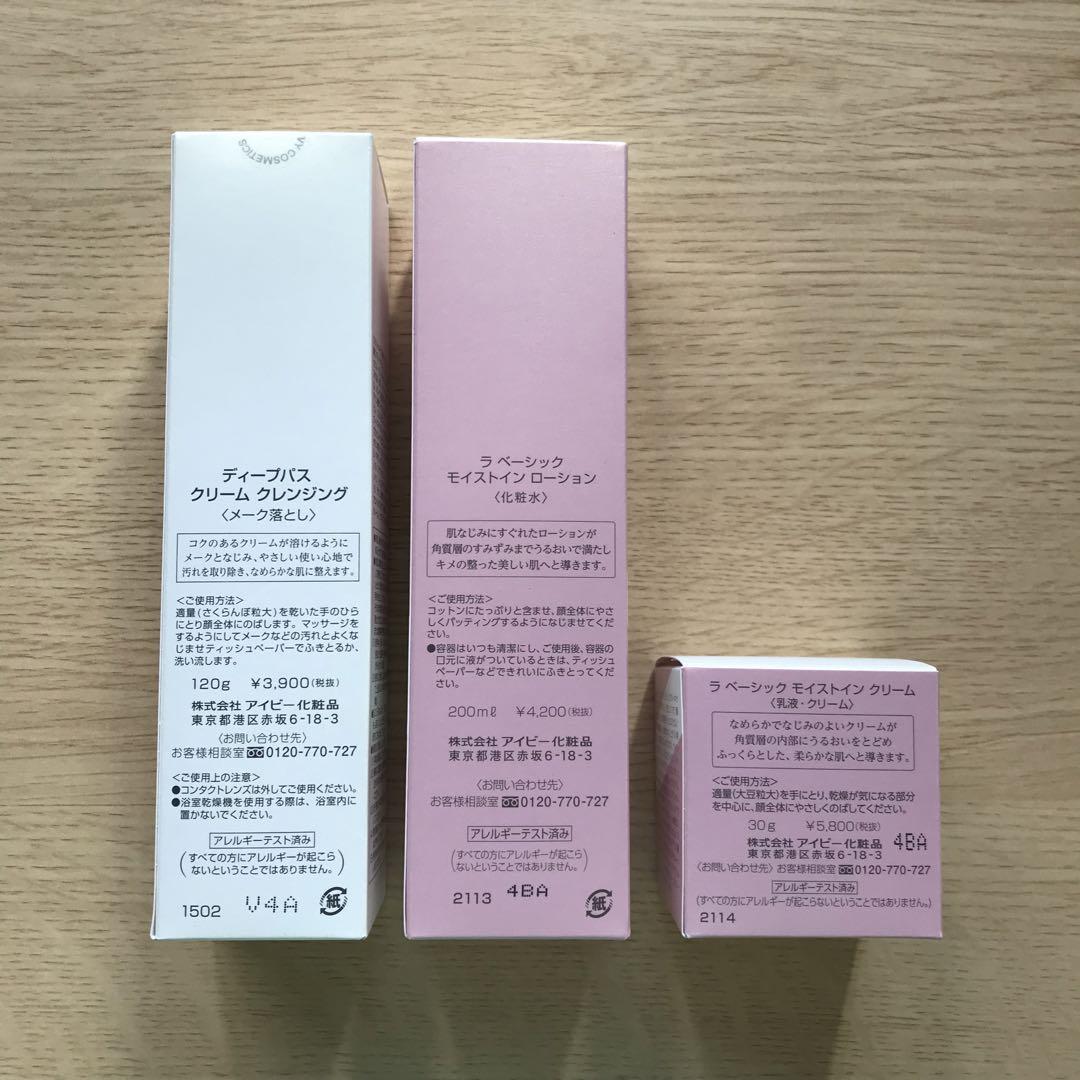 IVY COSMETICS
ディープパス
クリーム クレンジング
〈メーク落とし〉
コクのあるクリームが溶けるように
メークとなじみ、やさしい使い心地で
汚れを取り除き、なめらかな肌に整えます。
＜ご使用方法＞
適量(さくらんぼ粒大)を乾いた手のひら
にとり顔全体にのばします。マッサージを
するようにしてメークなどの汚れとよくな
じませティッシュペーパーでふきとるか、
洗い流します。
120g ¥3,900(税抜)
株式会社 アイビー化粧品
東京都港区赤坂6-18-3
〈お問い合わせ先〉
お客様相談室 0120-770-727
＜ご使用上の注意＞
●コンタクトレンズは外してご使用ください。
●浴室乾燥機を使用する際は、浴室内に
置かないでください。
アレルギーテスト済み
(すべての方にアレルギーが起こら
ないということではありません。)
1502 V4A 紙
ラ ベーシック
モイストイン ローション
〈化粧水〉
肌なじみにすぐれたローションが
角質層のすみずみまでうるおいで満たし
キメの整った美しい肌へと導きます。
＜ご使用方法＞
コットンにたっぷりと含ませ、顔全体にやさ
しくパッティングするようになじませてくだ
さい。
●容器はいつも清潔にし、ご使用後、容器の
口元に液がついているときは、ティッシュ
ペーパーなどできれいにふきとってくだ
さい。
200mℓ ¥4,200(税抜)
株式会社 アイビー化粧品
東京都港区赤坂6-18-3
〈お問い合わせ先〉
お客様相談室 0120-770-727
アレルギーテスト済み
(すべての方にアレルギーが起こら
ないということではありません。)
2113 4BA 紙
ラ ベーシック モイストイン クリーム
〈乳液・クリーム〉
なめらかでなじみのよいクリームが
角質層の内部にうるおいをとどめ
ふっくらとした、柔らかな肌へと導きます。
＜ご使用方法＞
適量(大豆粒大)を手にとり、乾燥が気になる部分
を中心に、顔全体にやさしくのばしてください。
30g ¥5,800(税抜)
株式会社 アイビー化粧品 4BA
東京都港区赤坂6-18-3
〈お問い合わせ先〉お客様相談室 0120-770-727
アレルギーテスト済み
(すべての方にアレルギーが起こらないということではありません。)
2114